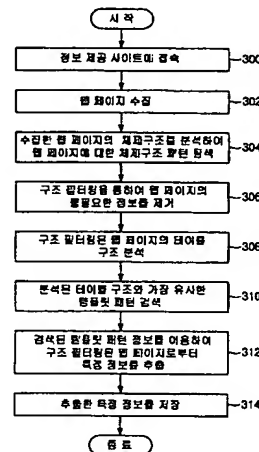 시 작
정보 제공 사이트에 접속
300
웹 페이지 수집
302
수집한 웹 페이지의 체제구조를 분석하여
웹 페이지에 대한 체제구조 패턴 탐색
304
구조 필터링을 통하여 웹 페이지의
불필요한 정보를 제거
306
구조 필터링된 웹 페이지의 테이블
구조 분석
308
분석된 테이블 구조와 가장 유사한
템플릿 패턴 검색
310
검색된 템플릿 패턴 정보를 이용하여
구조 필터링된 웹 페이지로부터
특정 정보를 추출
312
추출한 특정 정보를 저장
314
종 료